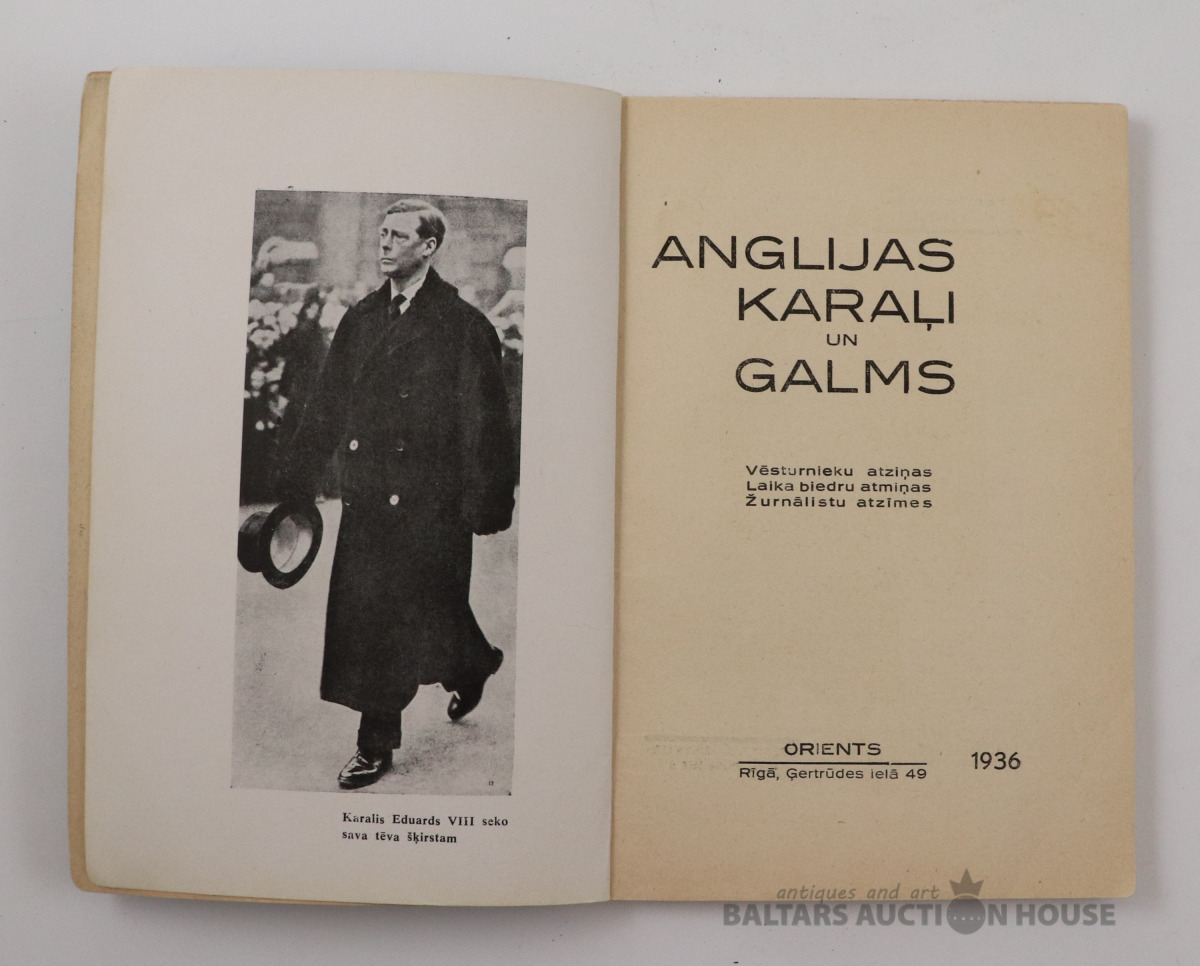 Karalis Eduards VIII seko
sava tēva šķirstam
ANGLIJAS
KARAĻI
UN
GALMS
Vēsturnieku atziņas
Laika biedru atmiņas
Žurnālistu atzīmes
ORIENTS
Rīgā, Ģertrūdes ielā 49
1936
antiques and art
BALTARS AUCTION HOUSE